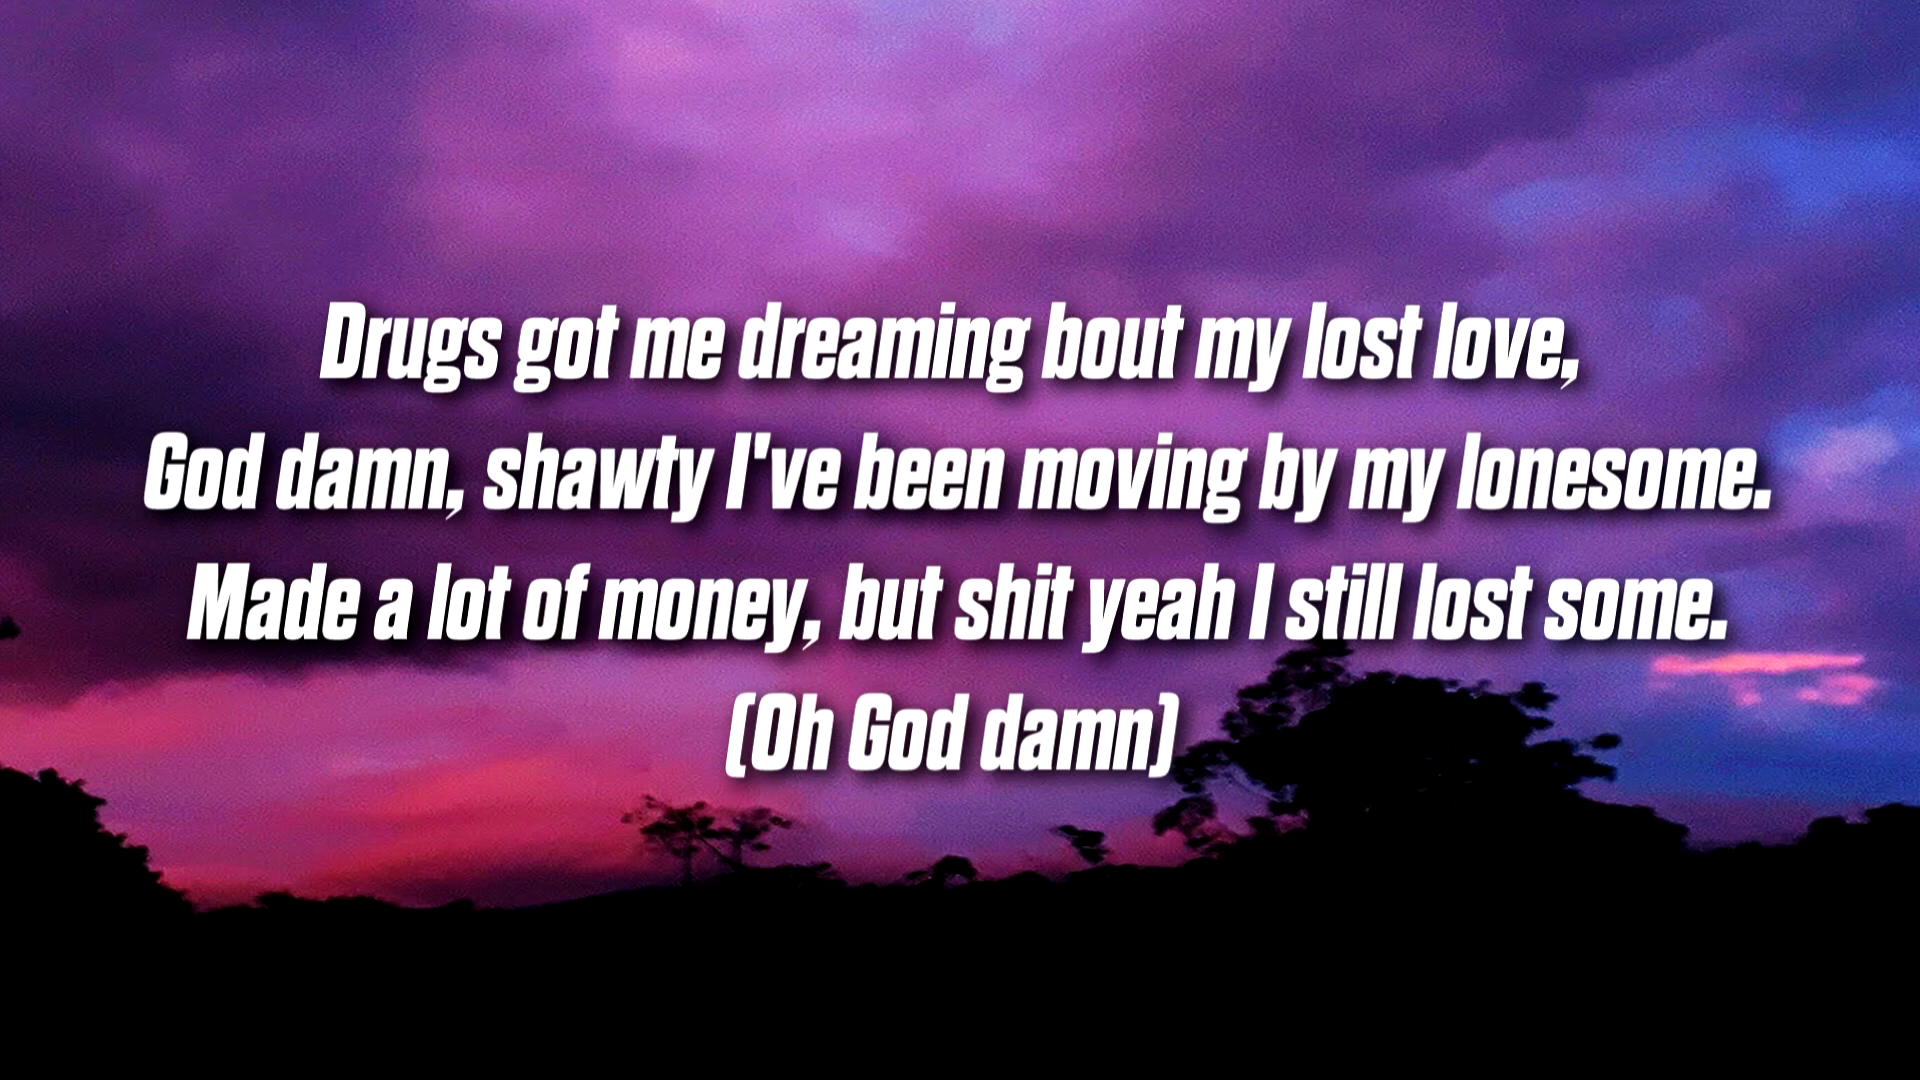 Drugs got me dreaming bout my lost love,
God damn, shawty I've been moving by my lonesome.
Made a lot of money, but shit yeah I still lost some.
(Oh God damn)